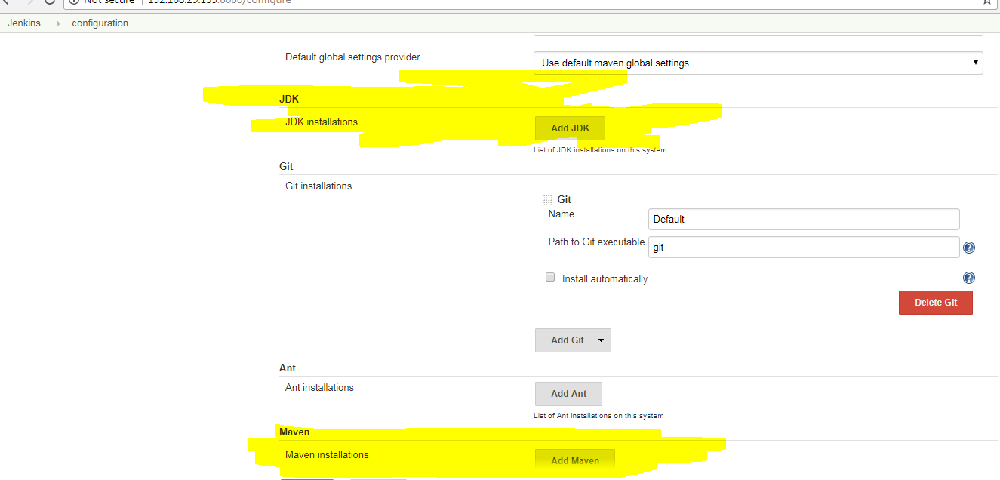 Not secure | 192.168.29.159:8080/configure
Jenkins configuration
Default global settings provider
Use default maven global settings
JDK
JDK installations
Add JDK
List of JDK installations on this system
Git
Git installations
Git
Name
Default
Path to Git executable
git
Install automatically
Delete Git
Add Git
Ant
Ant installations
Add Ant
List of Ant installations on this system
Maven
Maven installations
Add Maven